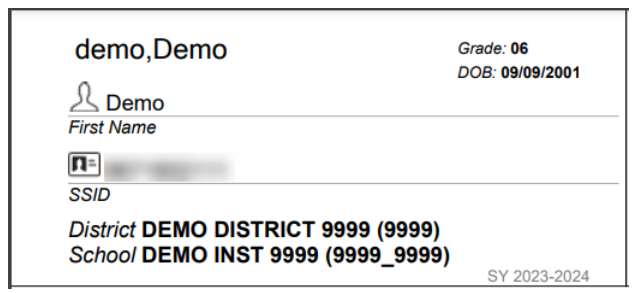 demo,Demo
Grade: 06
DOB: 09/09/2001
Demo
First Name
SSID
District DEMO DISTRICT 9999 (9999)
School DEMO INST 9999 (9999_9999)
SY 2023-2024